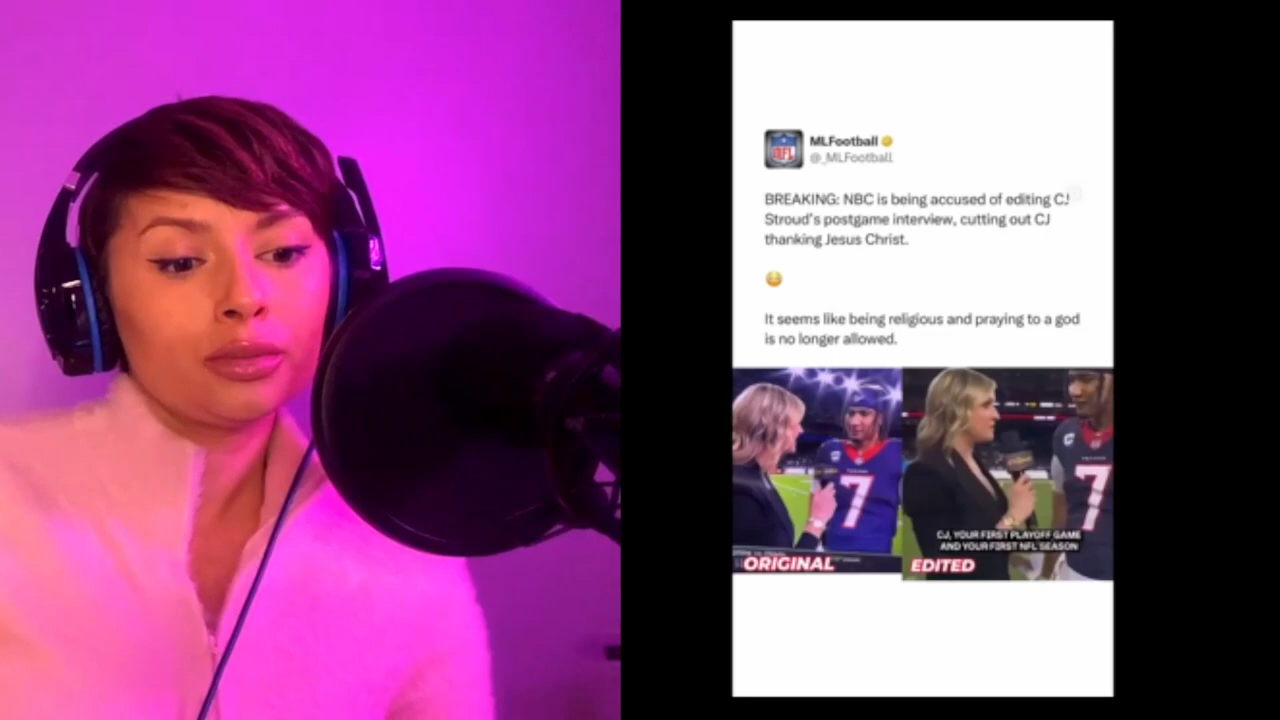 MLFootball
@_MLFootball
BREAKING: NBC is being accused of editing CJ
Stroud's postgame interview, cutting out CJ
thanking Jesus Christ.
It seems like being religious and praying to a god
is no longer allowed.
7
7
CJ, YOUR FIRST PLAYOFF GAME
AND YOUR FIRST NFL SEASON
ORIGINAL
EDITED